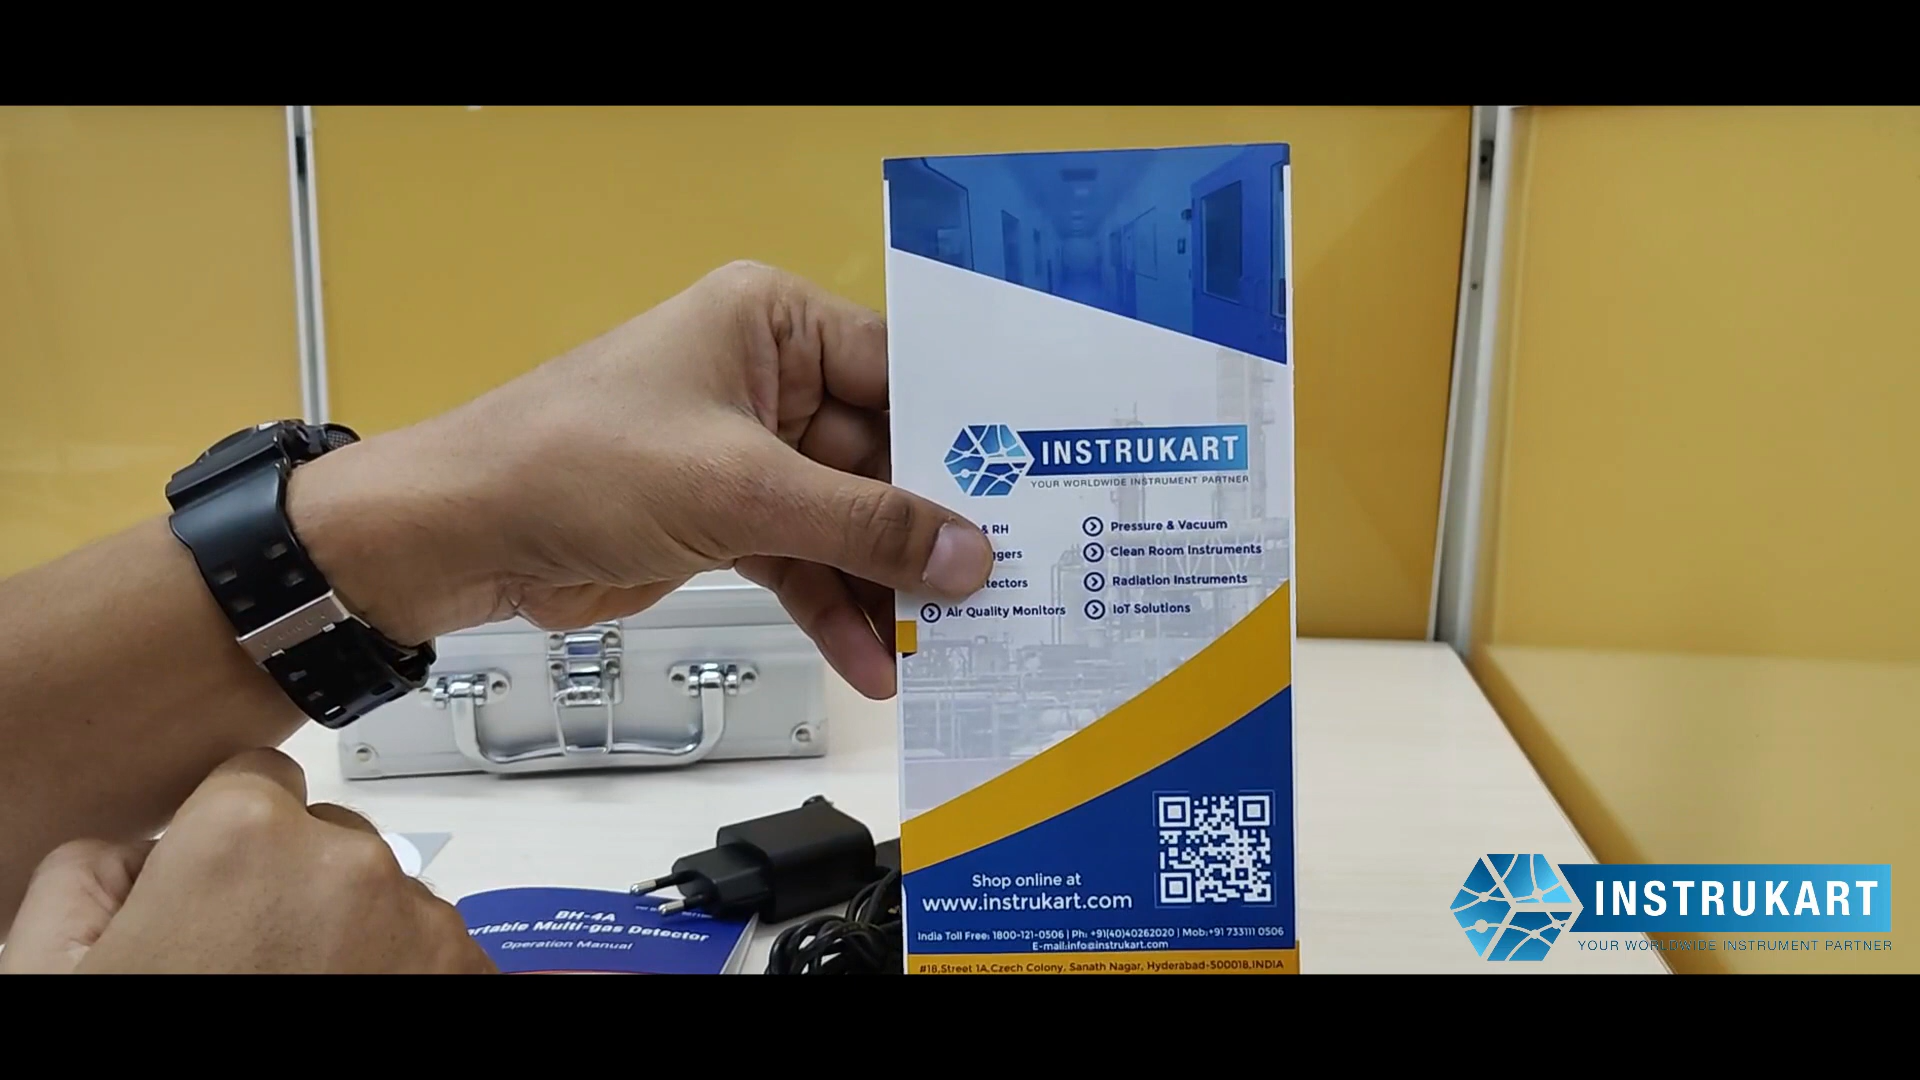 INSTRUKART
YOUR WORLDWIDE INSTRUMENT PARTNER
& RH
Pressure & Vacuum
Clean Room Instruments
Radiation Instruments
Air Quality Monitors
IoT Solutions
Shop online at
www.instrukart.com
India Toll Free: 1800-121-0506 | Ph: +91(40)40262020 | Mob:+91 733111 0506
E-mail:info@instrukart.com
#18,Street 1A,Czech Colony, Sanath Nagar, Hyderabad-500018,INDIA
BH-4A
Multi-gas Detector
Operation Manual
INSTRUKART
YOUR WORLDWIDE INSTRUMENT PARTNER